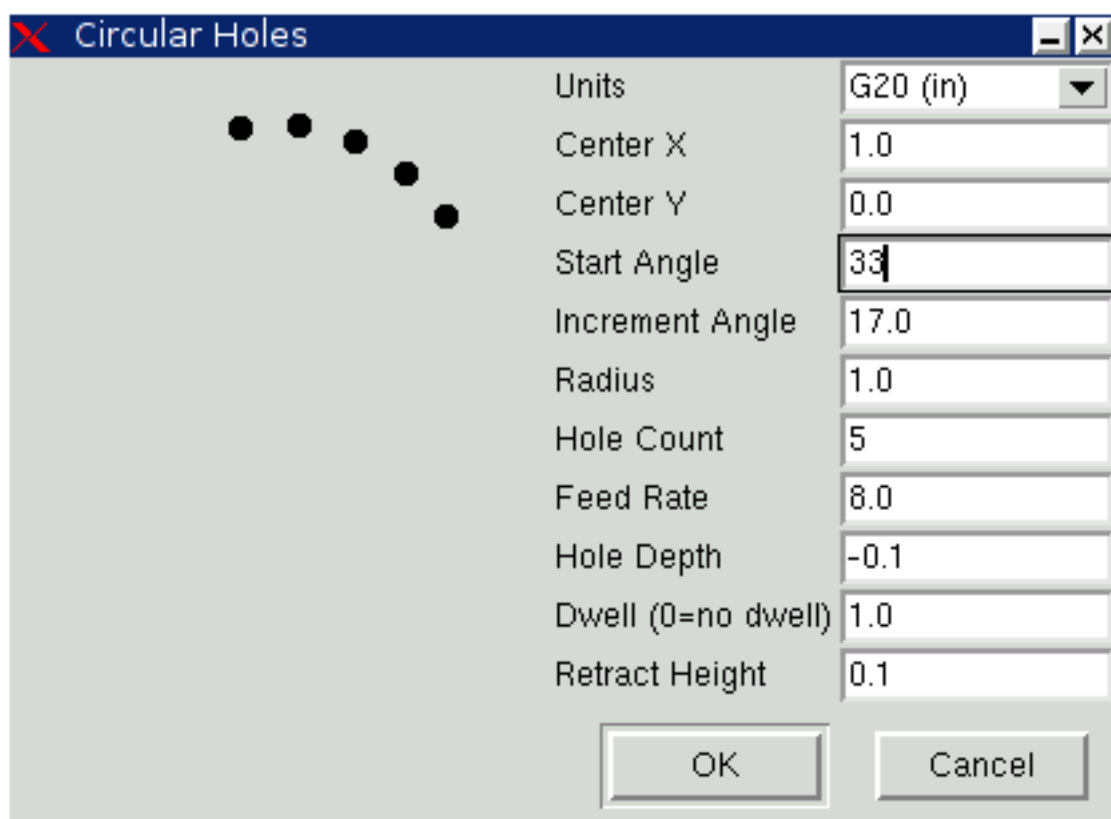 Circular Holes
Units G20 (in)
Center X 1.0
Center Y 0.0
Start Angle 33
Increment Angle 17.0
Radius 1.0
Hole Count 5
Feed Rate 8.0
Hole Depth -0.1
Dwell (0=no dwell) 1.0
Retract Height 0.1
OK Cancel